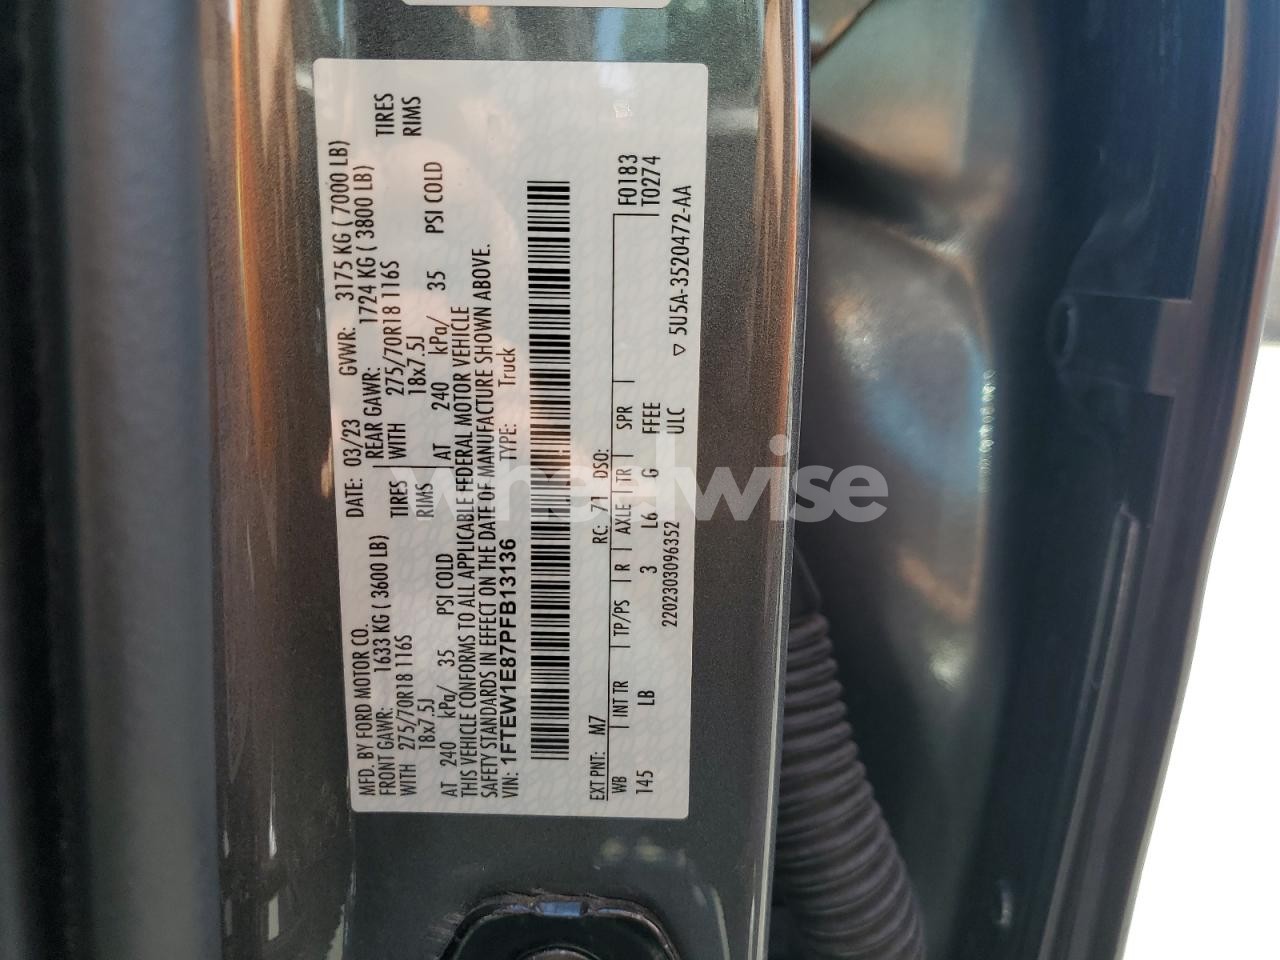 MFD. BY FORD MOTOR CO. DATE: 03/23 GVWR: 3175 KG ( 7000 LB)
FRONT GAWR: 1633 KG ( 3600 LB) REAR GAWR: 1724 KG ( 3800 LB)
WITH 275/70R18 116S TIRES WITH 275/70R18 116S TIRES
18x7.5J RIMS 18x7.5J RIMS
AT 240 kPa/ 35 PSI COLD AT 240 kPa/ 35 PSI COLD
THIS VEHICLE CONFORMS TO ALL APPLICABLE FEDERAL MOTOR VEHICLE
SAFETY STANDARDS IN EFFECT ON THE DATE OF MANUFACTURE SHOWN ABOVE.
VIN: 1FTEW1E87PFB13136 TYPE: Truck
EXT PNT: M7 RC: 71 DSO:
WB INT TR TP/PS R AXLE TR SPR F0183
145 LB 3 L6 G FFEE T0274
2202303096352 ULC
▽ 5U5A-3520472-AA
wheelwise